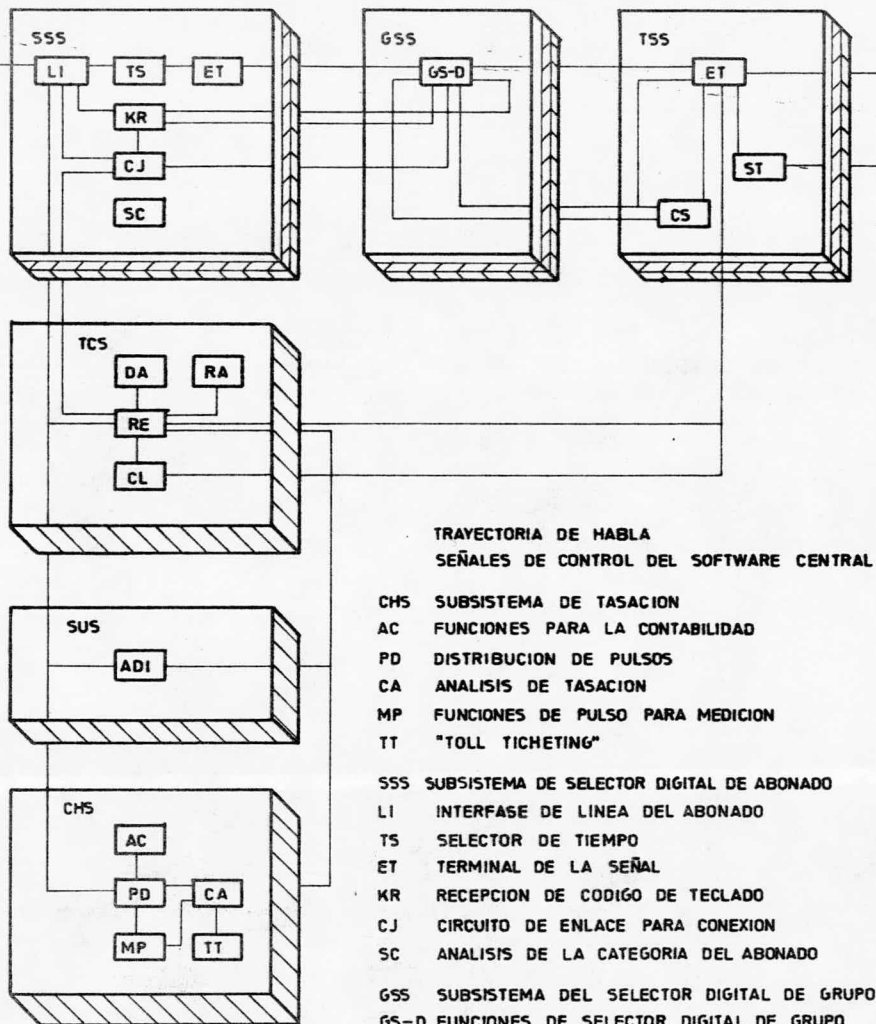 SSS
GSS
TSS
LI
TS
ET
GS-D
ET
KR
CJ
ST
SC
CS
TCS
DA
RA
RE
CL
TRAYECTORIA DE HABLA
SEÑALES DE CONTROL DEL SOFTWARE CENTRAL
SUS
ADI
CHS SUBSISTEMA DE TASACION
AC FUNCIONES PARA LA CONTABILIDAD
PD DISTRIBUCION DE PULSOS
CA ANALISIS DE TASACION
MP FUNCIONES DE PULSO PARA MEDICION
TT "TOLL TICHETING"
CHS
AC
PD
CA
MP
TT
SSS SUBSISTEMA DE SELECTOR DIGITAL DE ABONADO
LI INTERFASE DE LINEA DEL ABONADO
TS SELECTOR DE TIEMPO
ET TERMINAL DE LA SEÑAL
KR RECEPCION DE CODIGO DE TECLADO
CJ CIRCUITO DE ENLACE PARA CONEXION
SC ANALISIS DE LA CATEGORIA DEL ABONADO
GSS SUBSISTEMA DEL SELECTOR DIGITAL DE GRUPO
GS-D FUNCIONES DE SELECTOR DIGITAL DE GRUPO